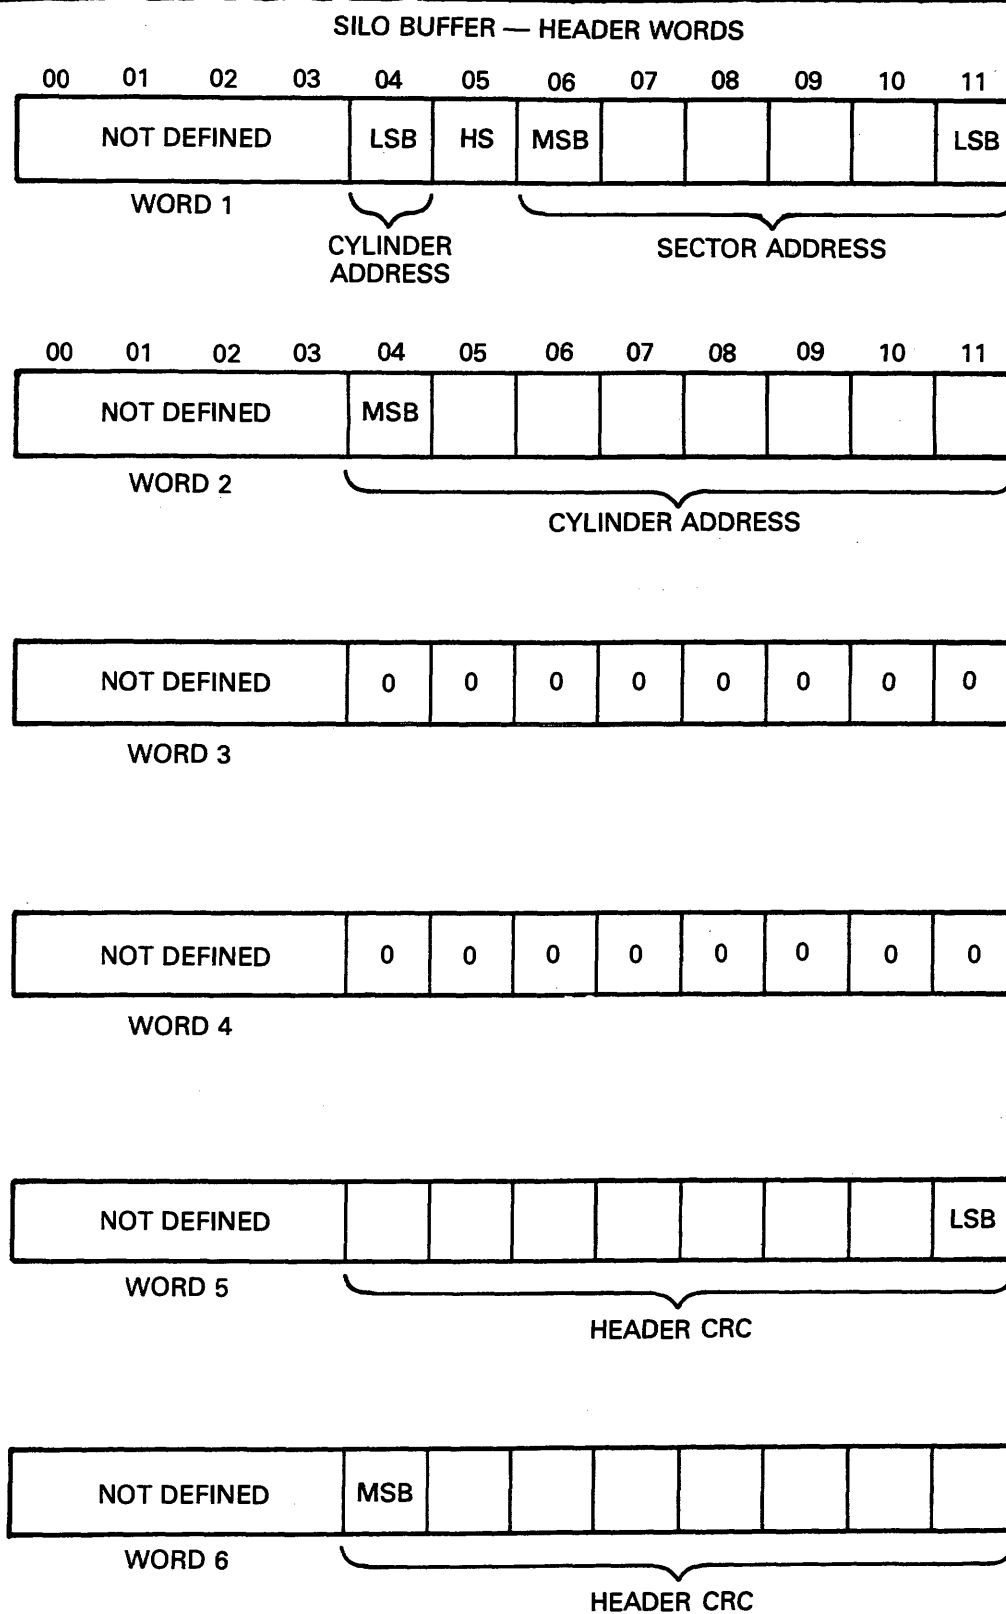 SILO BUFFER — HEADER WORDS
00 01 02 03 04 05 06 07 08 09 10 11
NOT DEFINED LSB HS MSB LSB
WORD 1
CYLINDER
ADDRESS
SECTOR ADDRESS
00 01 02 03 04 05 06 07 08 09 10 11
NOT DEFINED MSB
WORD 2
CYLINDER ADDRESS
NOT DEFINED 0 0 0 0 0 0 0 0
WORD 3
NOT DEFINED 0 0 0 0 0 0 0 0
WORD 4
NOT DEFINED LSB
WORD 5
HEADER CRC
NOT DEFINED MSB
WORD 6
HEADER CRC